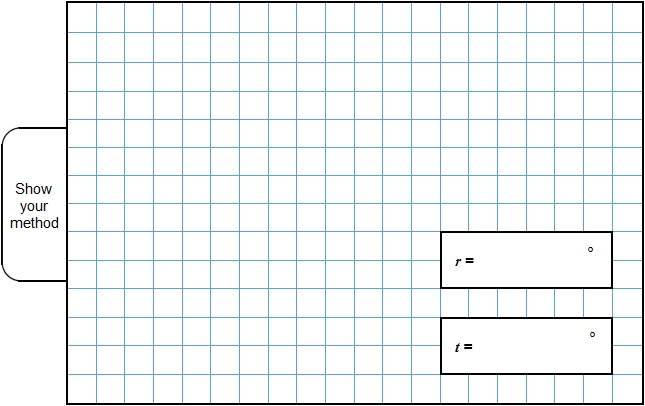 Show
your
method
r = °
t = °